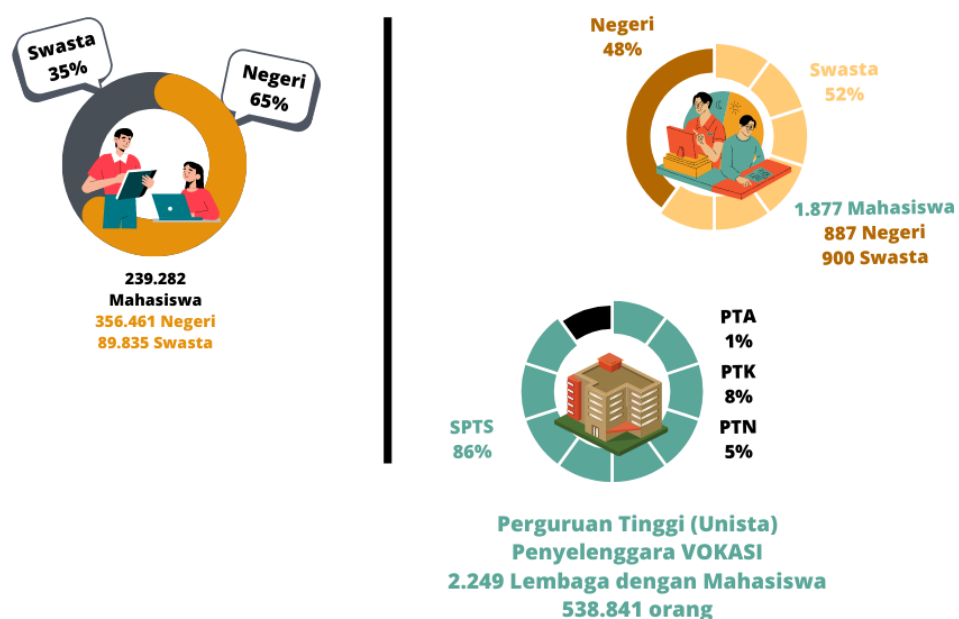 Swasta
35%
Negeri
65%
239.282
Mahasiswa
356.461 Negeri
89.835 Swasta
Negeri
48%
Swasta
52%
1.877 Mahasiswa
887 Negeri
900 Swasta
PTA
1%
PTK
8%
PTN
5%
SPTS
86%
Perguruan Tinggi (Unista)
Penyelenggara VOKASI
2.249 Lembaga dengan Mahasiswa
538.841 orang